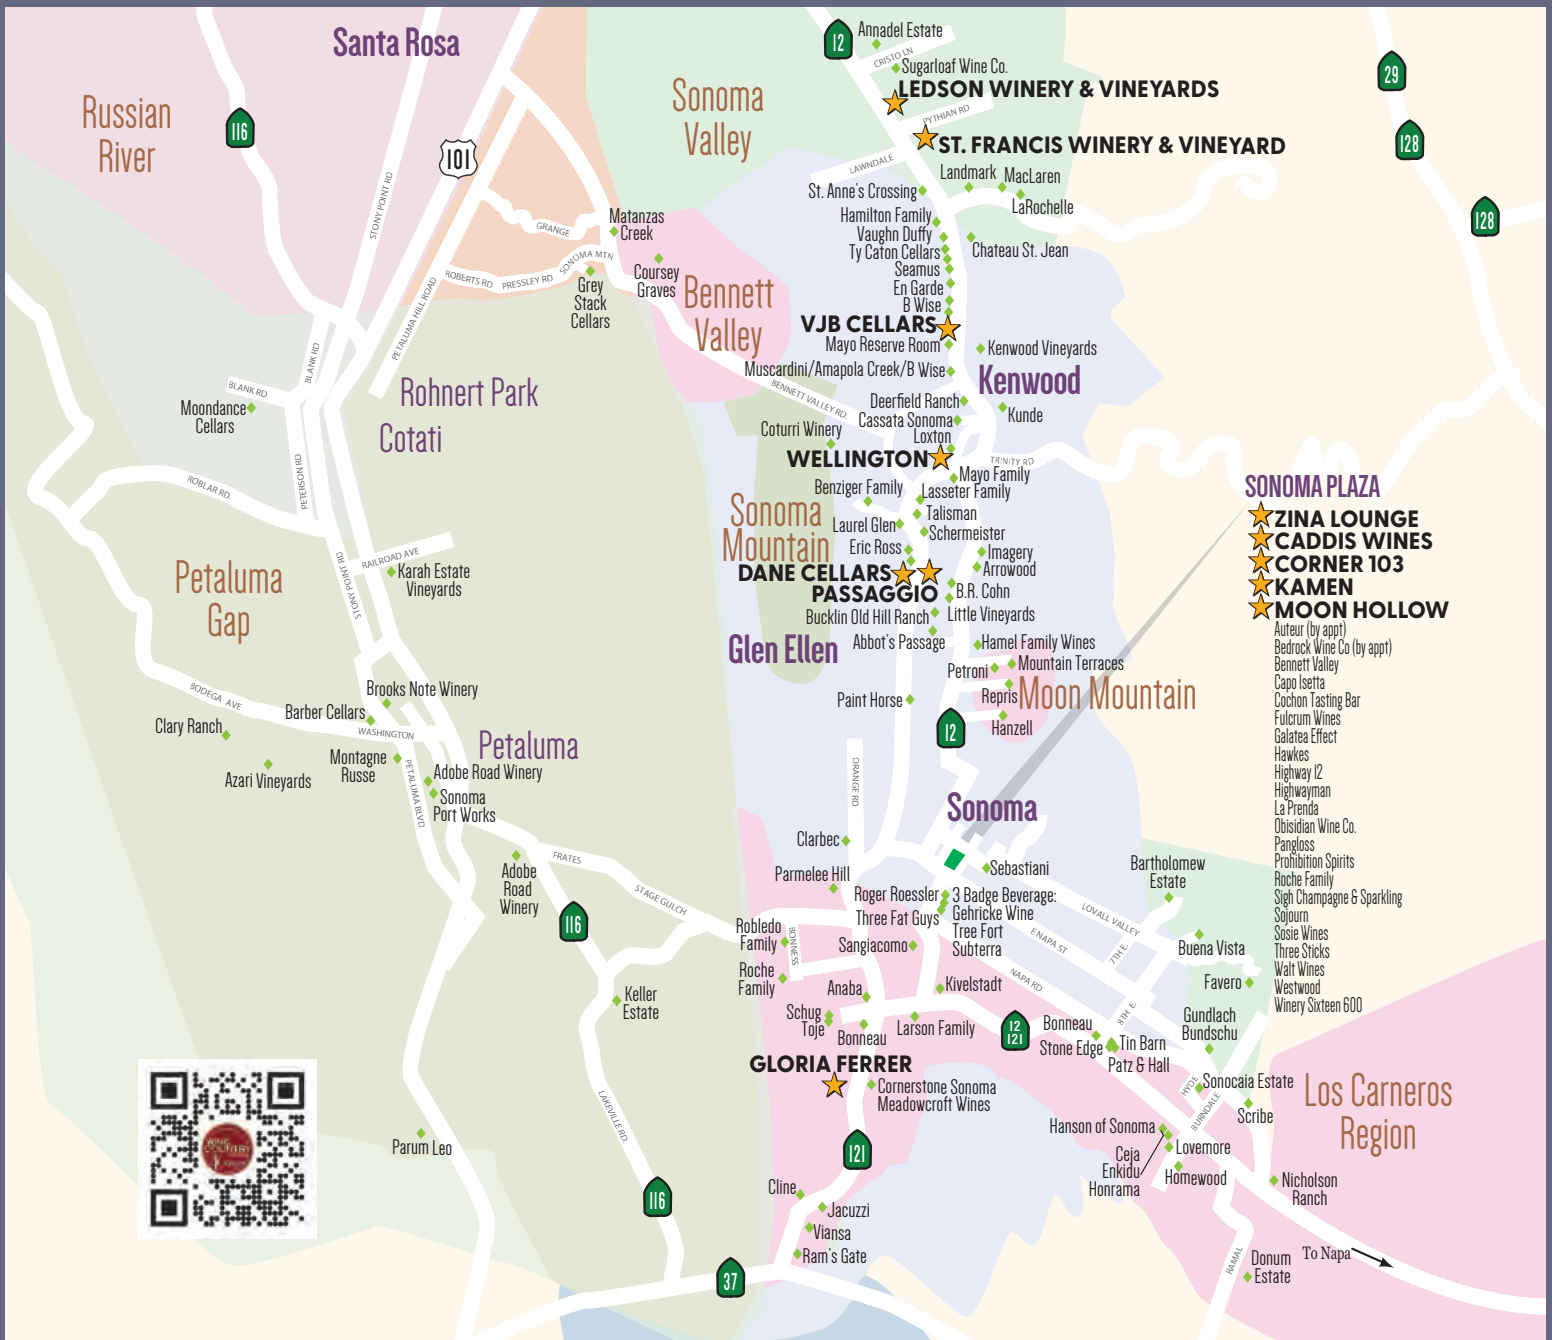 Santa Rosa
12
Annadel Estate
CRISTO LN
Sugarloaf Wine Co.
29
Russian
River
116
101
Sonoma
Valley
LEDSON WINERY & VINEYARDS
PYTHIAN RD
ST. FRANCIS WINERY & VINEYARD
128
128
LAWNDALE
Landmark
MacLaren
LaRochelle
St. Anne's Crossing
STONY POINT RD
Matanzas
Creek
GRANGE
SONOMA MTN
ROBERTS RD
PRESSLEY RD
Grey
Stack
Cellars
Coursey
Graves
Bennett
Valley
Hamilton Family
Vaughn Duffy
Ty Caton Cellars
Seamus
En Garde
B Wise
Chateau St. Jean
VJB CELLARS
Mayo Reserve Room
Kenwood Vineyards
Muscardini/Amapola Creek/B Wise
Kenwood
PETALUMA HILL ROAD
BLANK RD
BLANK RD
Moondance
Cellars
Rohnert Park
Cotati
BENNETT VALLEY RD.
Deerfield Ranch
Cassata Sonoma
Loxton
Kunde
Coturri Winery
WELLINGTON
TRINITY RD
Mayo Family
Benziger Family
Lasseter Family
Talisman
Laurel Glen
Schermeister
Eric Ross
Imagery
Arrowood
Sonoma
Mountain
DANE CELLARS
PASSAGGIO
B.R. Cohn
Bucklin Old Hill Ranch
Little Vineyards
Abbot's Passage
Hamel Family Wines
Glen Ellen
Petroni
Mountain Terraces
Repris
Moon Mountain
Paint Horse
Hanzell
12
PETERSON RD
ROBLAR RD.
STONY POINT RD
RAILROAD AVE
Karah Estate
Vineyards
Petaluma
Gap
BODEGA AVE
Brooks Note Winery
Barber Cellars
WASHINGTON
Clary Ranch
Azari Vineyards
Montagne
Russe
Petaluma
PETALUMA BLVD
Adobe Road Winery
Sonoma
Port Works
Adobe
Road
Winery
FRATES
STAGE GULCH
116
SONOMA PLAZA
ZINA LOUNGE
CADDIS WINES
CORNER 103
KAMEN
MOON HOLLOW
Auteur (by appt)
Bedrock Wine Co (by appt)
Bennett Valley
Capo Isetta
Cochon Tasting Bar
Fulcrum Wines
Galatea Effect
Hawkes
Highway 12
Highwayman
La Prenda
Obisidian Wine Co.
Pangloss
Prohibition Spirits
Roche Family
Sigh Champagne & Sparkling
Sojourn
Sosie Wines
Three Sticks
Walt Wines
Westwood
Winery Sixteen 600
ORANGE RD
Sonoma
Clarbec
Parmelee Hill
Sebastiani
Bartholomew
Estate
Roger Roessler
Three Fat Guys
3 Badge Beverage:
Gehricke Wine
Tree Fort
Subterra
LOVALL VALLEY
E NAPA ST
7TH E.
Buena Vista
Robledo
Family
BONNESS
Sangiacomo
Roche
Family
NAPA RD
Favero
Anaba
Kivelstadt
8TH E.
Schug
Toje
Bonneau
Larson Family
12
121
Bonneau
Stone Edge
Tin Barn
Patz & Hall
Gundlach
Bundschu
Keller
Estate
GLORIA FERRER
Cornerstone Sonoma
Meadowcroft Wines
HYDE
Sonocaia Estate
BURNDALE
Scribe
Los Carneros
Region
LAKEVILLE RD.
Hanson of Sonoma
Ceja
Enkidu
Honrama
Lovemore
Homewood
Nicholson
Ranch
Parum Leo
121
Cline
Jacuzzi
Viansa
Ram's Gate
116
37
RAMAL
Donum
Estate
To Napa